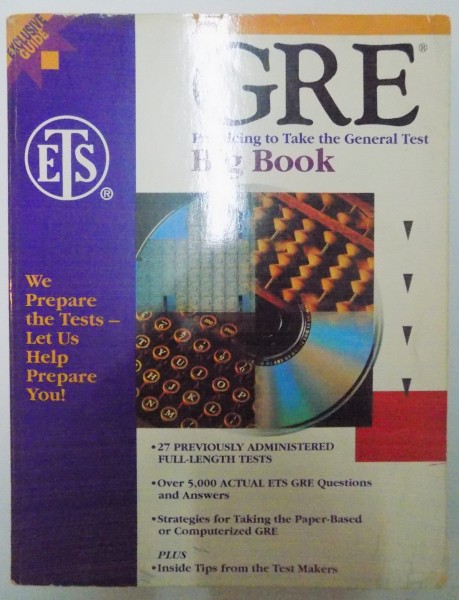 EXCLUSIVE
GUIDE
GRE®
to Take the General Test
Big Book
ETS®
We
Prepare
the Tests –
Let Us
Help
Prepare
You!
•27 PREVIOUSLY ADMINISTERED
FULL-LENGTH TESTS
•Over 5,000 ACTUAL ETS GRE Questions
and Answers
•Strategies for Taking the Paper-Based
or Computerized GRE
PLUS
•Inside Tips from the Test Makers